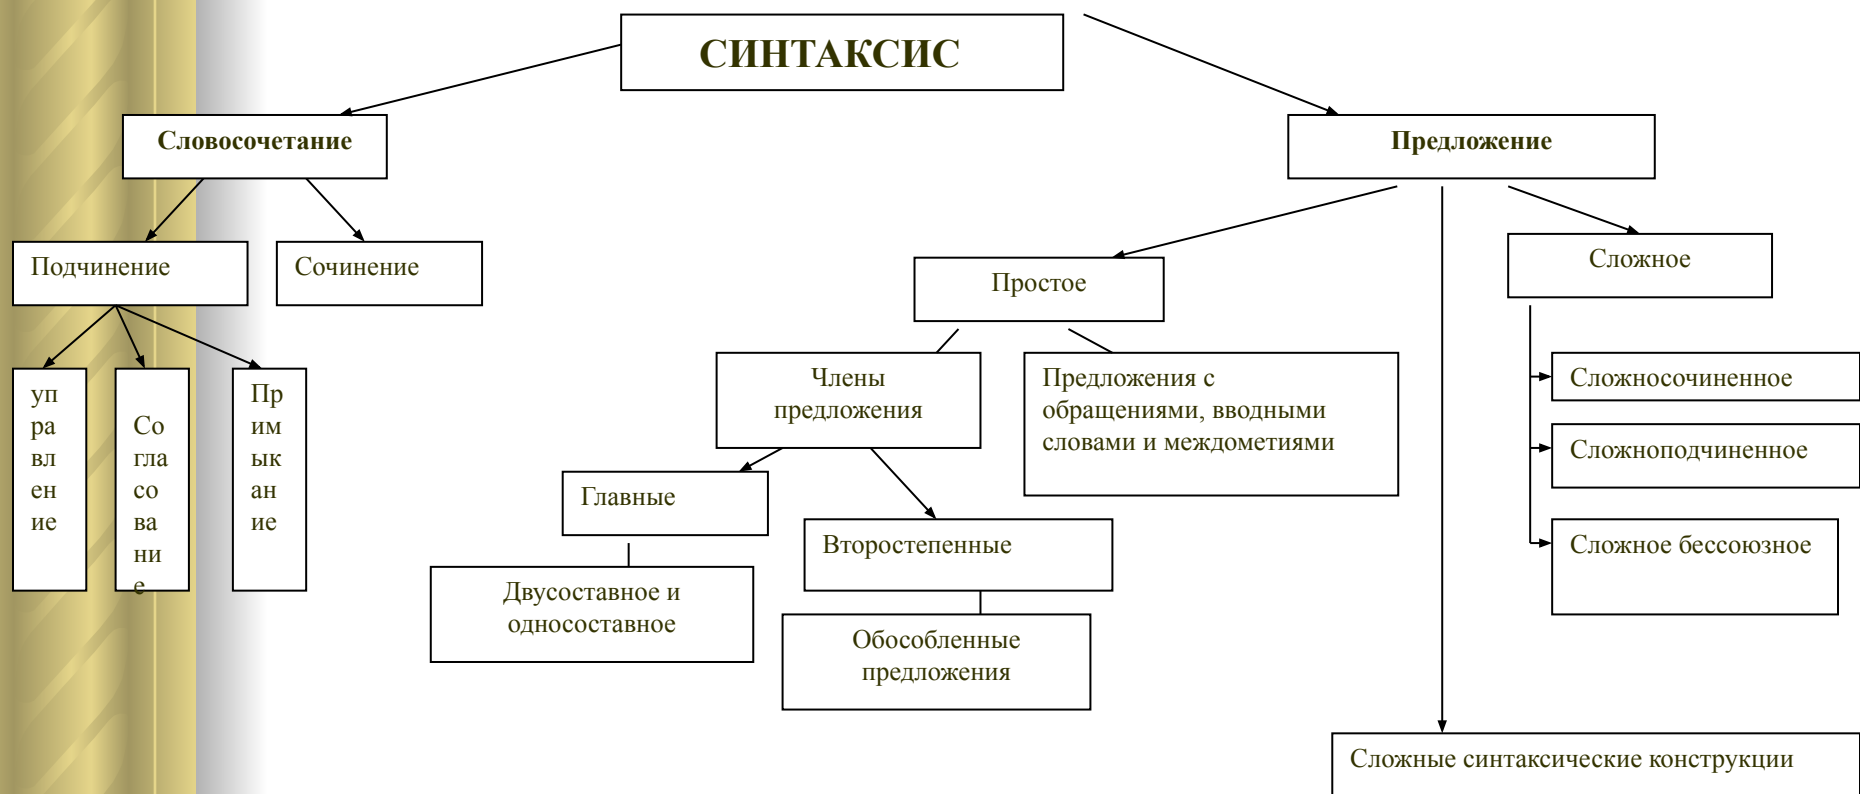 СИНТАКСИС
Словосочетание
Предложение
Подчинение
Сочинение
Простое
Сложное
уп
ра
вл
ен
ие
Со
гла
со
ва
ни
е
Пр
им
ык
ан
ие
Члены
предложения
Предложения с
обращениями, вводными
словами и междометиями
Сложносочиненное
Сложноподчиненное
Сложное бессоюзное
Главные
Второстепенные
Двусоставное и
односоставное
Обособленные
предложения
Сложные синтаксические конструкции